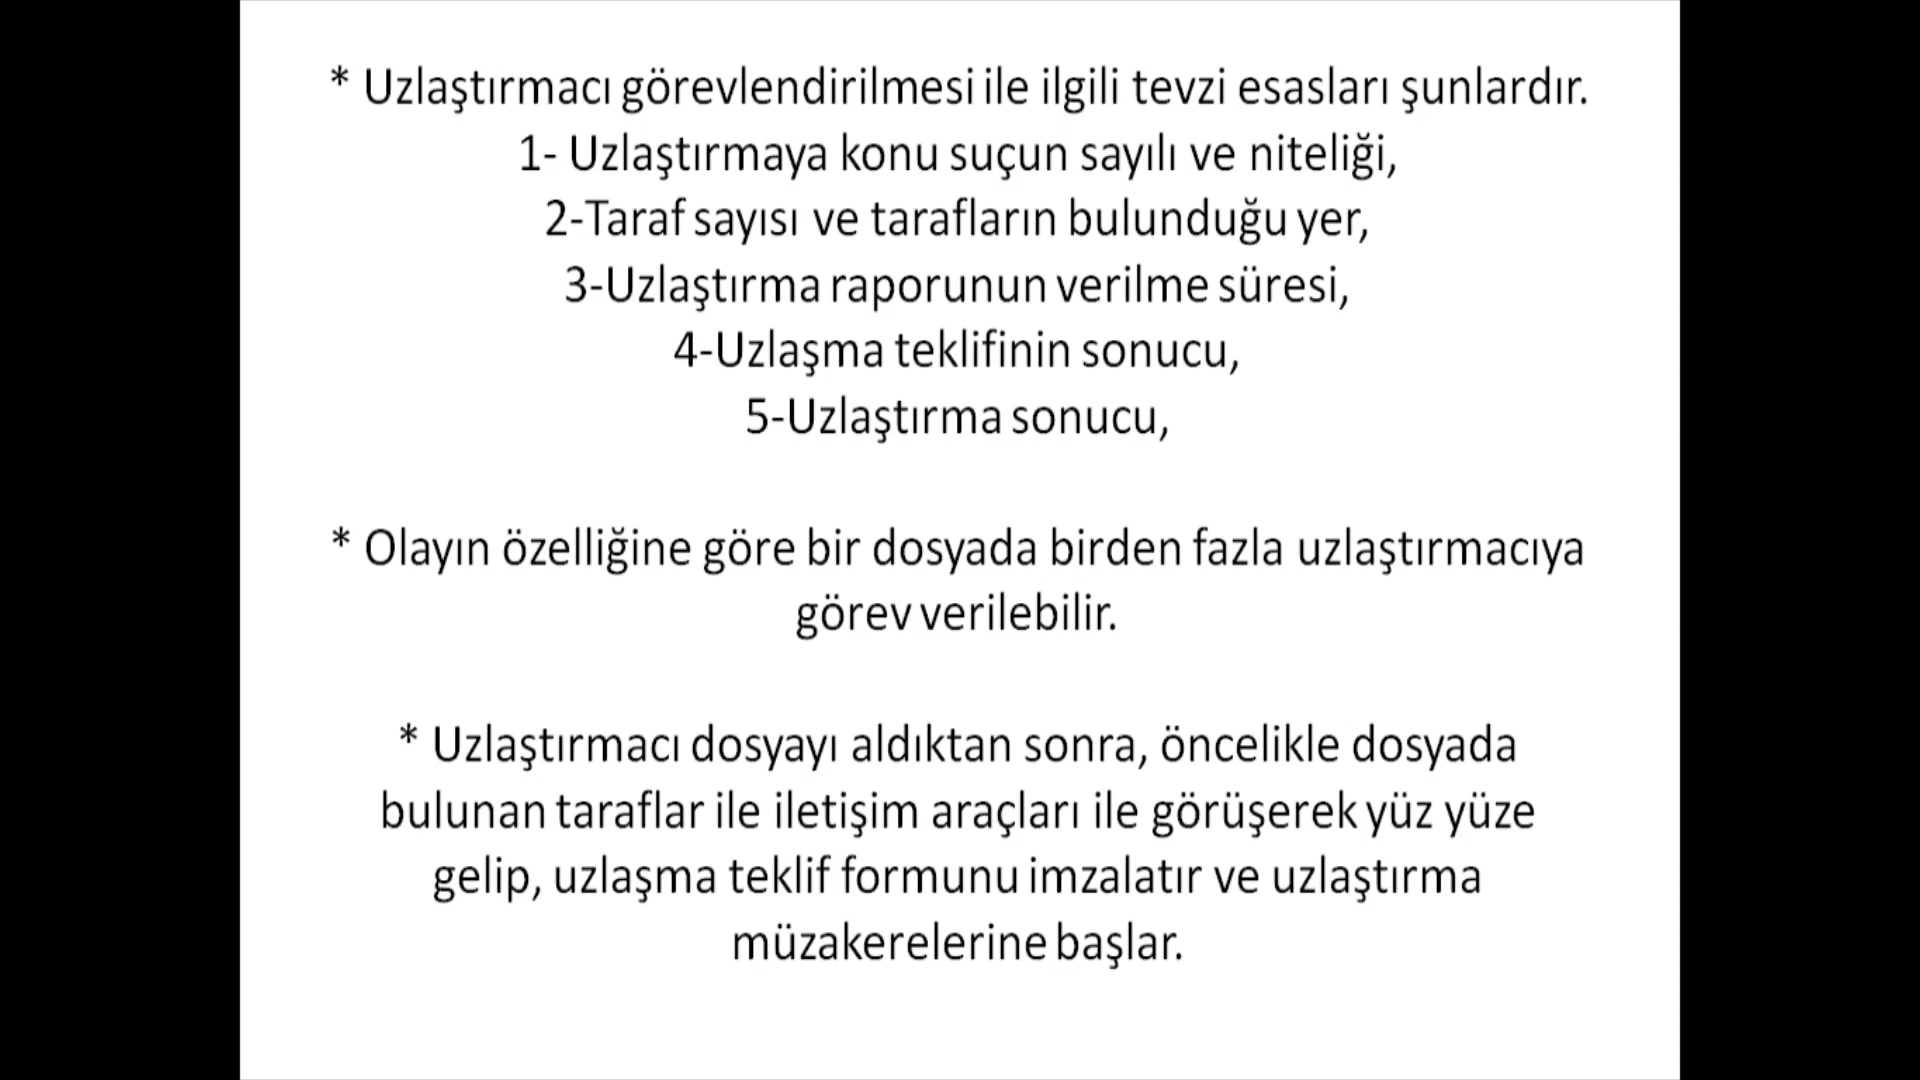 * Uzlaştırmacı görevlendirilmesi ile ilgili tevzi esasları şunlardır.
1- Uzlaştırmaya konu suçun sayılı ve niteliği,
2-Taraf sayısı ve tarafların bulunduğu yer,
3-Uzlaştırma raporunun verilme süresi,
4-Uzlaşma teklifinin sonucu,
5-Uzlaştırma sonucu,
* Olayın özelliğine göre bir dosyada birden fazla uzlaştırmacıya
görev verilebilir.
* Uzlaştırmacı dosyayı aldıktan sonra, öncelikle dosyada
bulunan taraflar ile iletişim araçları ile görüşerek yüz yüze
gelip, uzlaşma teklif formunu imzalatır ve uzlaştırma
müzakerelerine başlar.